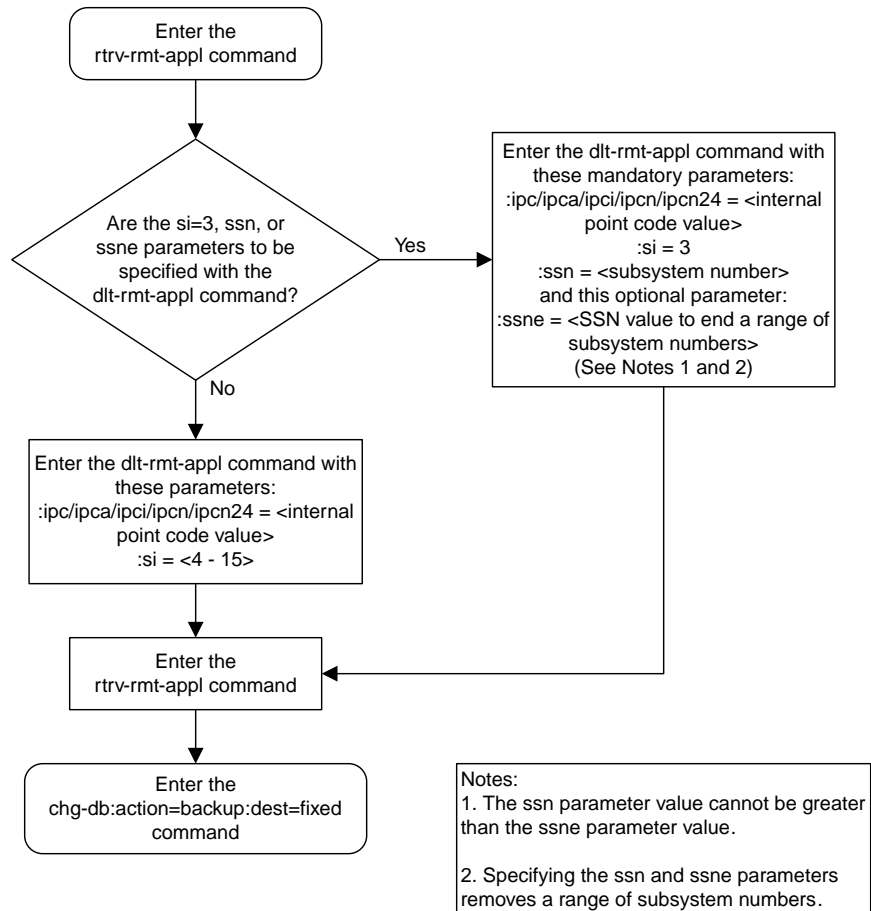 Enter the
rtrv-rmt-appl command
Are the si=3, ssn, or
ssne parameters to be
specified with the
dlt-rmt-appl command?
Yes
Enter the dlt-rmt-appl command with
these mandatory parameters:
:ipc/ipca/ipci/ipcn/ipcn24 = <internal
point code value>
:si = 3
:ssn = <subsystem number>
and this optional parameter:
:ssne = <SSN value to end a range of
subsystem numbers>
(See Notes 1 and 2)
No
Enter the dlt-rmt-appl command with
these parameters:
:ipc/ipca/ipci/ipcn/ipcn24 = <internal
point code value>
:si = <4 - 15>
Enter the
rtrv-rmt-appl command
Enter the
chg-db:action=backup:dest=fixed
command
Notes:
1. The ssn parameter value cannot be greater
than the ssne parameter value.
2. Specifying the ssn and ssne parameters
removes a range of subsystem numbers.